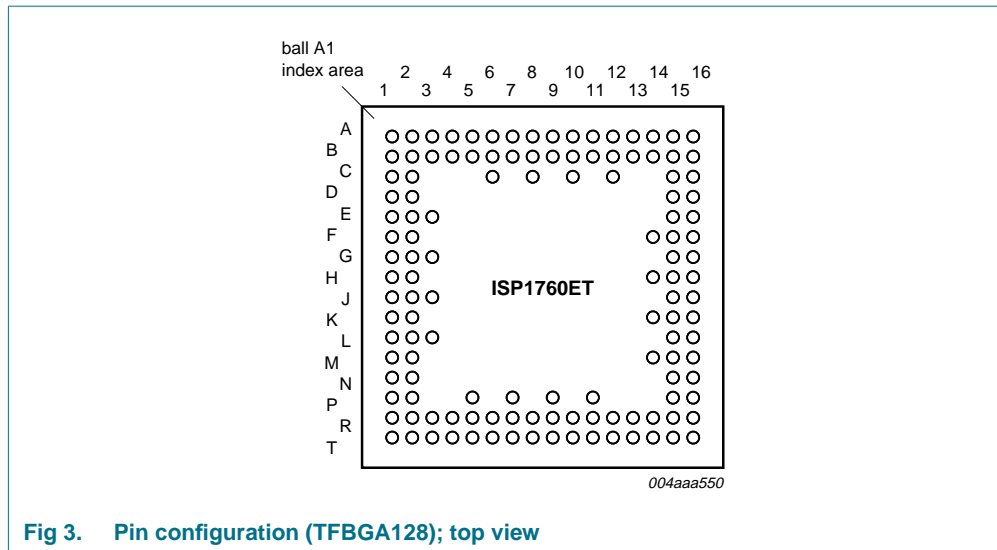 ball A1
index area
2 4 6 8 10 12 14 16
1 3 5 7 9 11 13 15
A
B
C
D
E
F
G
H
J
K
L
M
N
P
R
T
ISP1760ET
004aaa550
Fig 3. Pin configuration (TFBGA128); top view